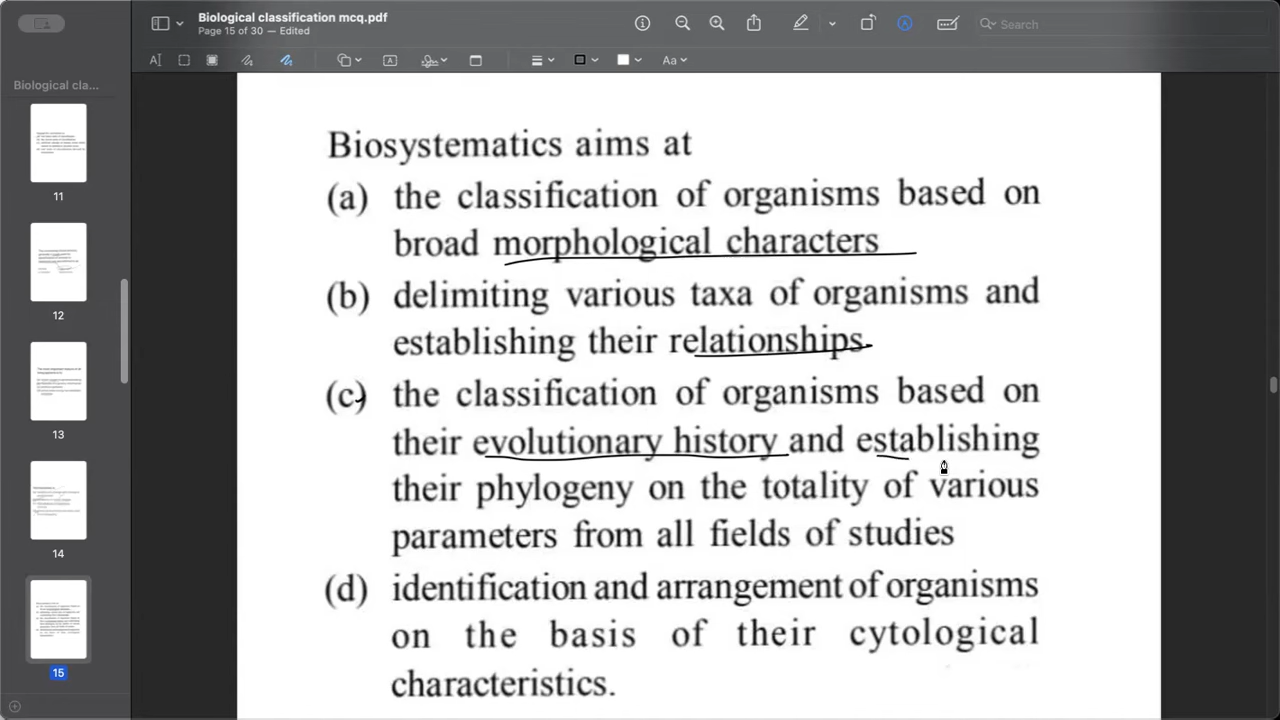 Biological classification mcq.pdf
Page 15 of 30 — Edited
Search
Aa
Biological cla...
11
12
13
14
15
Biosystematics aims at
(a) the classification of organisms based on
broad morphological characters
(b) delimiting various taxa of organisms and
establishing their relationships.
(c) the classification of organisms based on
their evolutionary history and establishing
their phylogeny on the totality of various
parameters from all fields of studies
(d) identification and arrangement of organisms
on the basis of their cytological
characteristics.